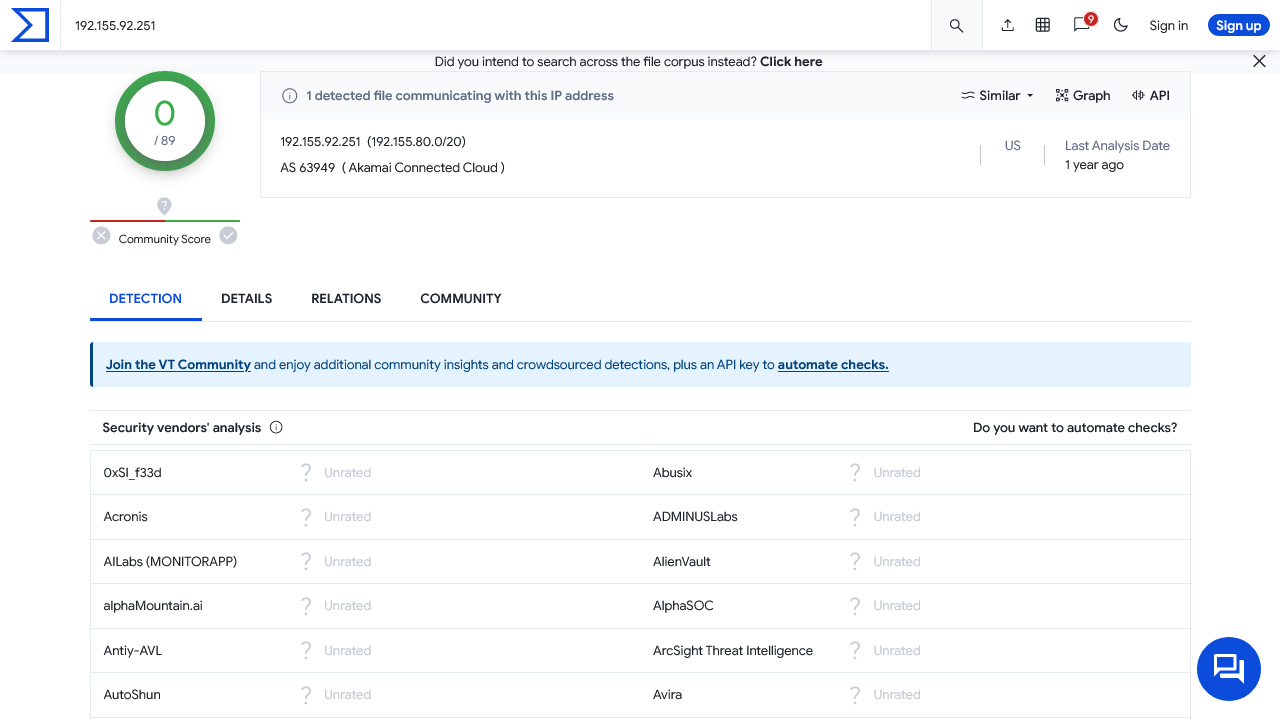 192.155.92.251
9
Sign in
Sign up
Did you intend to search across the file corpus instead? Click here
0
/ 89
1 detected file communicating with this IP address
Similar
Graph
API
192.155.92.251 (192.155.80.0/20)
AS 63949 ( Akamai Connected Cloud )
US
Last Analysis Date
1 year ago
?
Community Score
DETECTION
DETAILS
RELATIONS
COMMUNITY
Join the VT Community and enjoy additional community insights and crowdsourced detections, plus an API key to automate checks.
Security vendors' analysis
Do you want to automate checks?
0xSI_f33d ? Unrated Abusix ? Unrated
Acronis ? Unrated ADMINUSLabs ? Unrated
AILabs (MONITORAPP) ? Unrated AlienVault ? Unrated
alphaMountain.ai ? Unrated AlphaSOC ? Unrated
Antiy-AVL ? Unrated ArcSight Threat Intelligence ? Unrated
AutoShun ? Unrated Avira ? Unrated